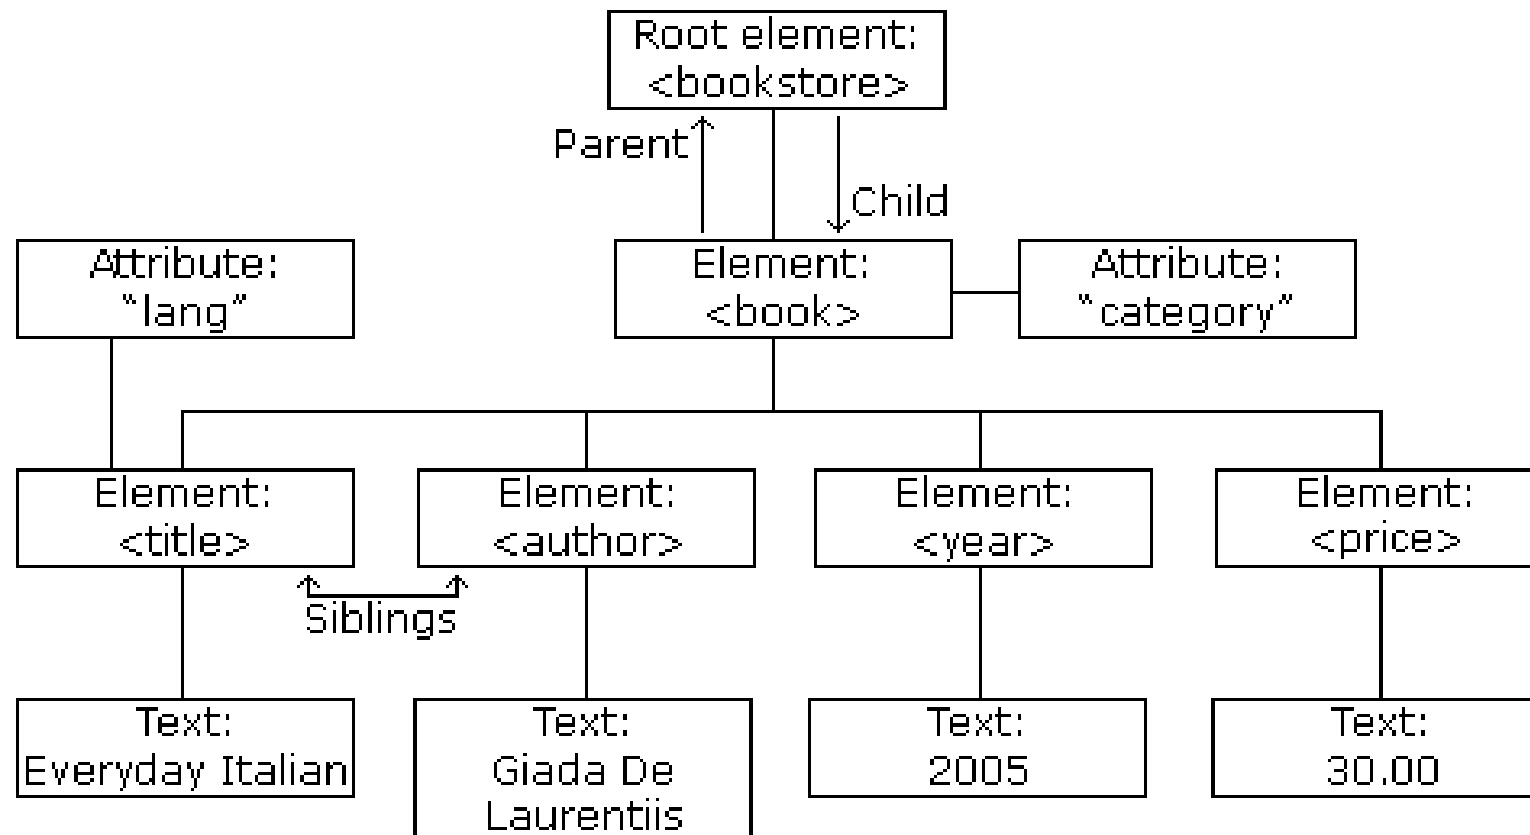 Root element:
<bookstore>
Parent
Child
Attribute:
"lang"
Element:
<book>
Attribute:
"category"
Element:
<title>
Element:
<author>
Element:
<year>
Element:
<price>
Siblings
Text:
Everyday Italian
Text:
Giada De
Laurentiis
Text:
2005
Text:
30.00